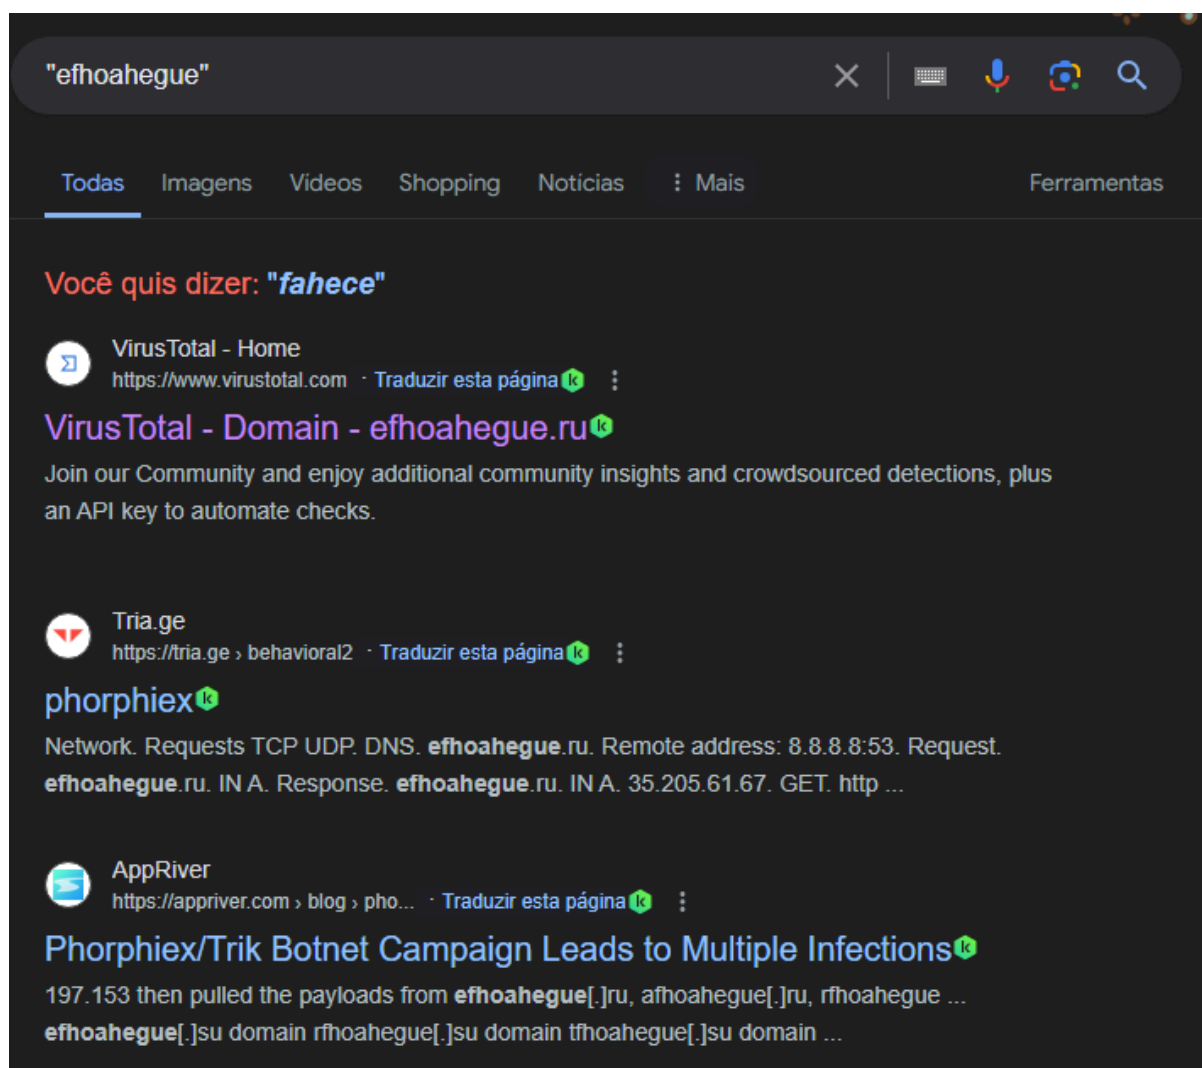 "efhoahegue"
Todas Imagens Vídeos Shopping Notícias Mais Ferramentas
Você quis dizer: "fahece"
VirusTotal - Home
https://www.virustotal.com · Traduzir esta página
VirusTotal - Domain - efhoahegue.ru
Join our Community and enjoy additional community insights and crowdsourced detections, plus
an API key to automate checks.
Tria.ge
https://tria.ge › behavioral2 · Traduzir esta página
phorphiex
Network. Requests TCP UDP. DNS. efhoahegue.ru. Remote address: 8.8.8.8:53. Request.
efhoahegue.ru. IN A. Response. efhoahegue.ru. IN A. 35.205.61.67. GET. http ...
AppRiver
https://appriver.com › blog › pho... · Traduzir esta página
Phorphiex/Trik Botnet Campaign Leads to Multiple Infections
197.153 then pulled the payloads from efhoahegue[.]ru, afhoahegue[.]ru, rfhoahegue ...
efhoahegue[.]su domain rfhoahegue[.]su domain tfhoahegue[.]su domain ...